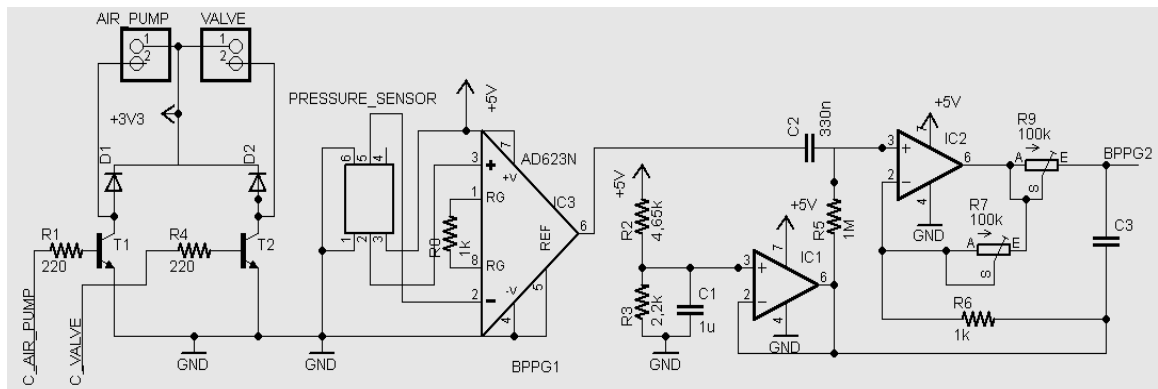 AIR_PUMP
VALVE
1
2
1
2
+3V3
D1
D2
R1
220
T1
R4
220
T2
C_AIR_PUMP
C_VALVE
GND
PRESSURE_SENSOR
6
5
4
1
2
3
GND
+5V
7
AD623N
+V
3
+
1
RG
R8
1k
IC3
REF
6
8
RG
2
-
-V
4
5
BPPG1
C2
330n
+5V
R2
4,65k
R3
2,2k
C1
1u
GND
+5V
7
IC1
3
+
2
-
6
4
GND
R5
1M
+5V
7
IC2
3
+
2
-
6
4
GND
R9
100k
A
E
S
BPPG2
R7
100k
A
E
S
C3
R6
1k